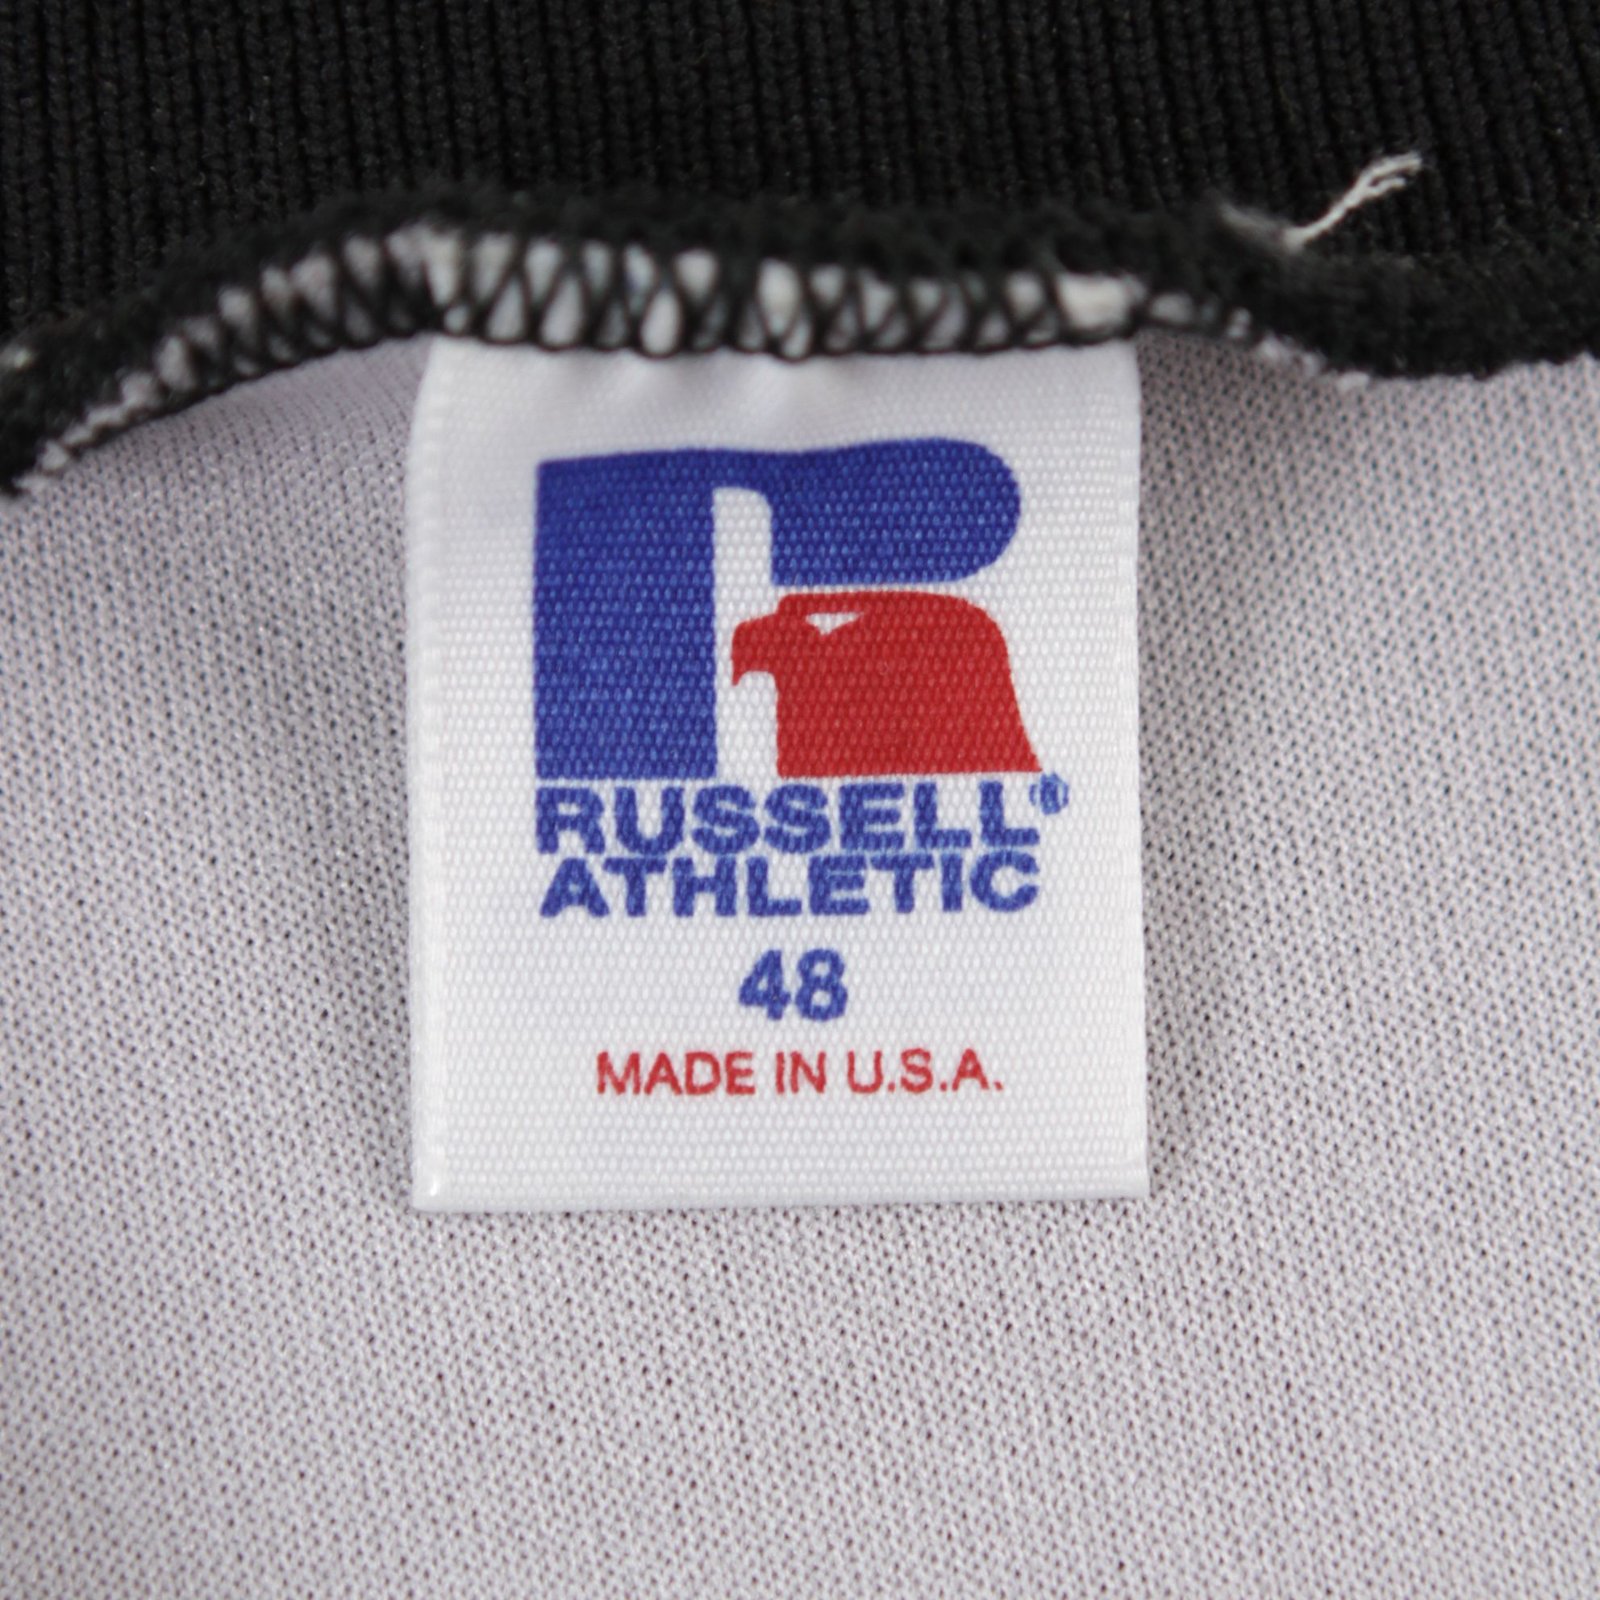 RUSSELL®
ATHLETIC
48
MADE IN U.S.A.